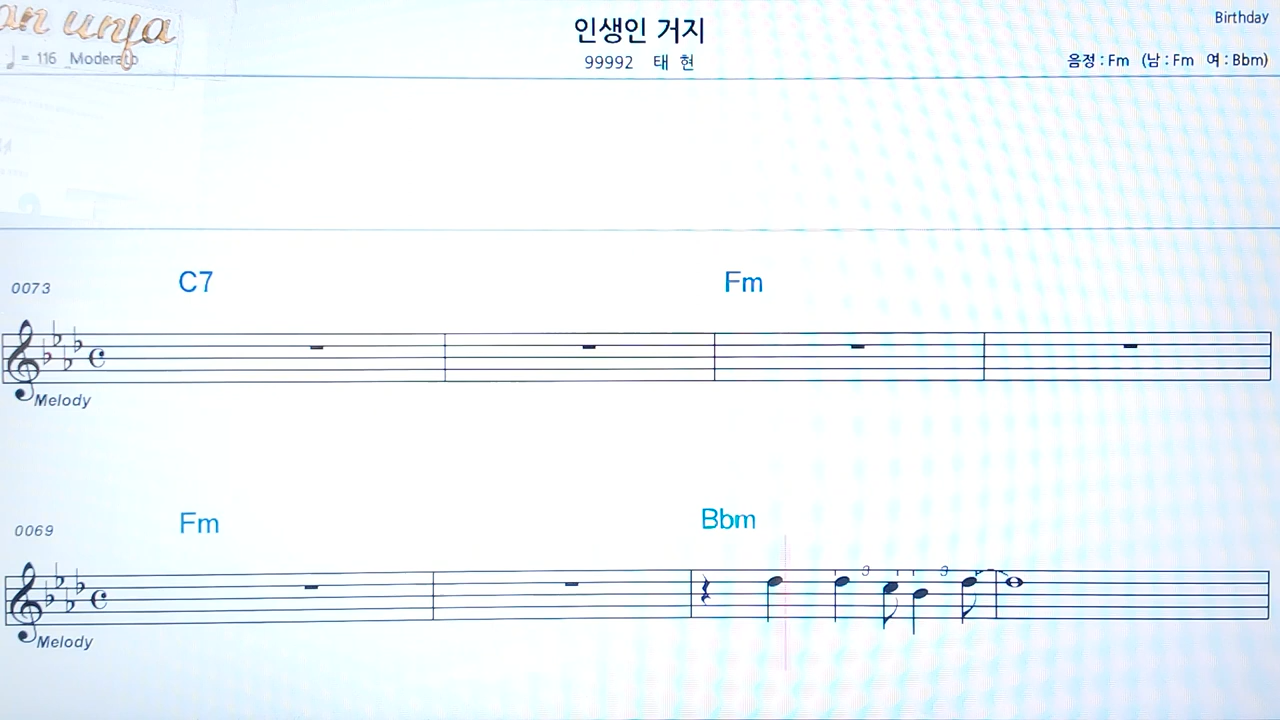 인생인 거지
Birthday
♩ = 116 Moderato
99992 태 현
음정 : Fm (남 : Fm 여 : Bbm)
0073
C7 Fm
Melody
0069
Fm Bbm
3 3
Melody